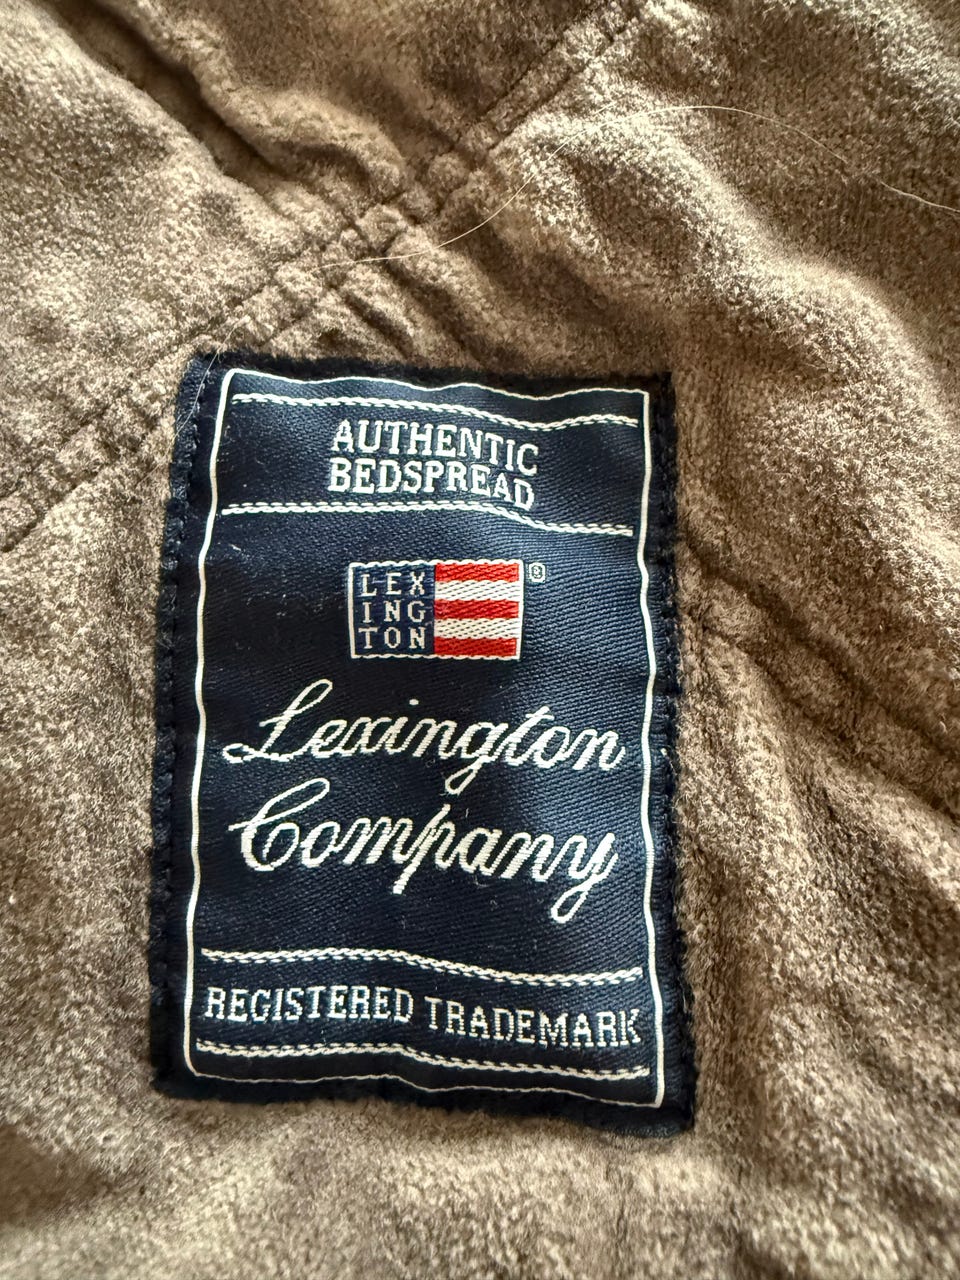 AUTHENTIC
BEDSPREAD
LEX
ING
TON
®
Lexington
Company
REGISTERED TRADEMARK